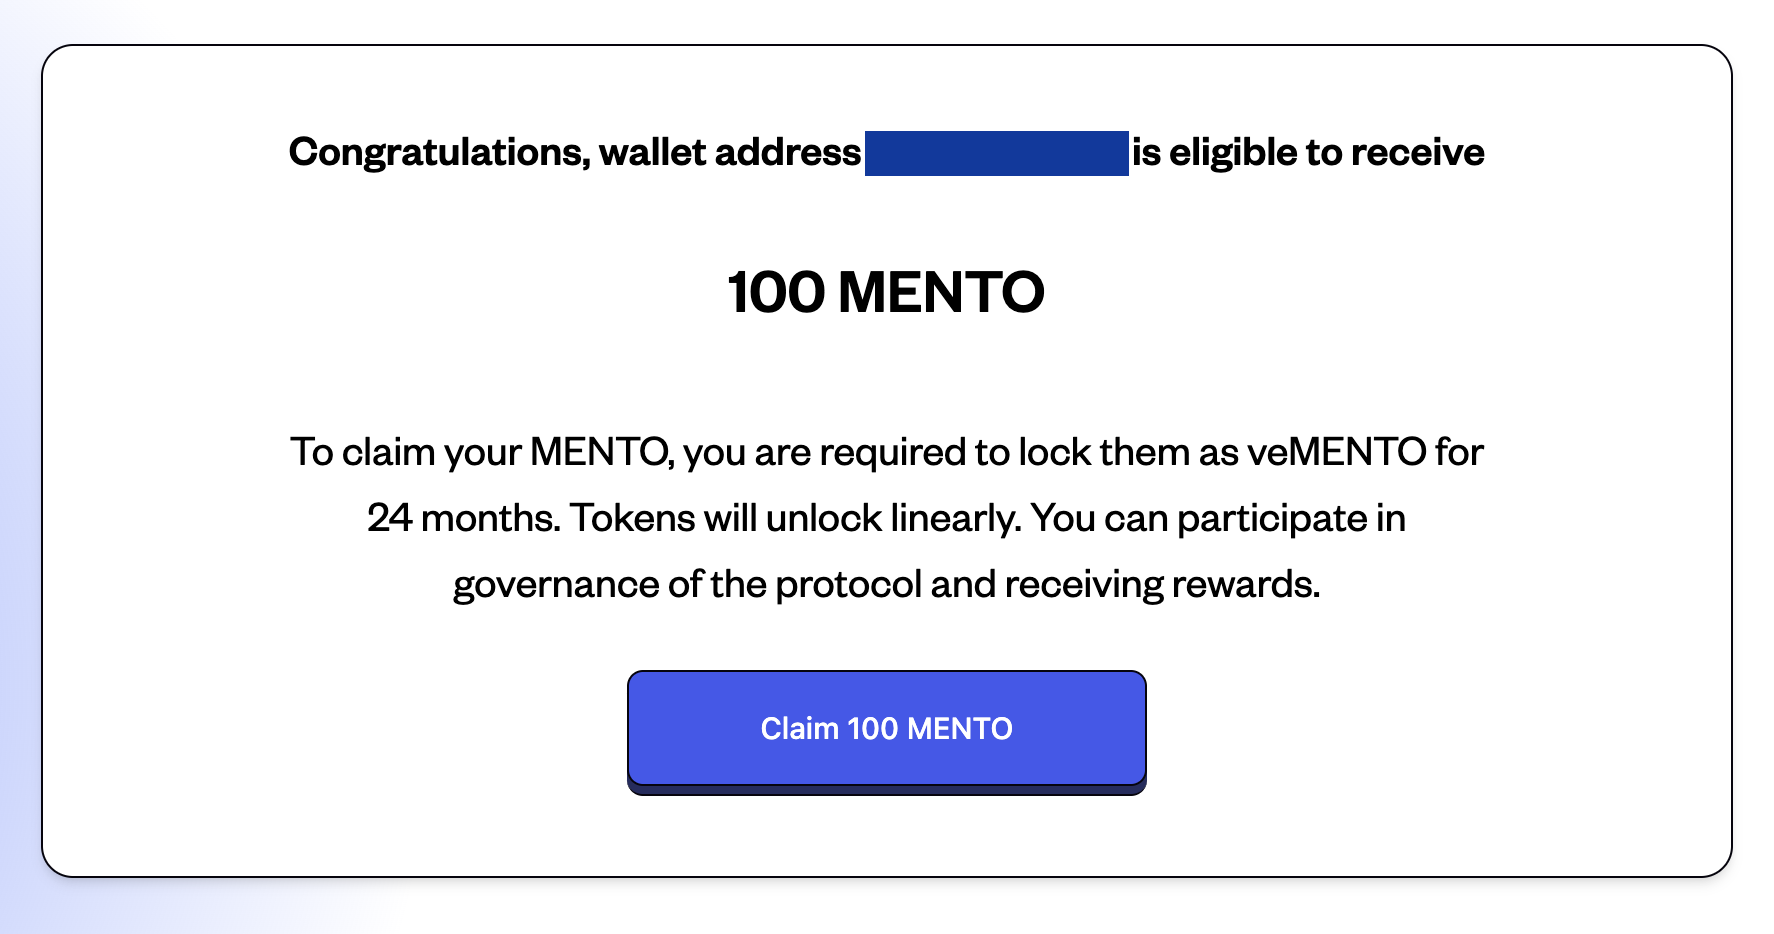 Congratulations, wallet address is eligible to receive
100 MENTO
To claim your MENTO, you are required to lock them as veMENTO for
24 months. Tokens will unlock linearly. You can participate in
governance of the protocol and receiving rewards.
Claim 100 MENTO